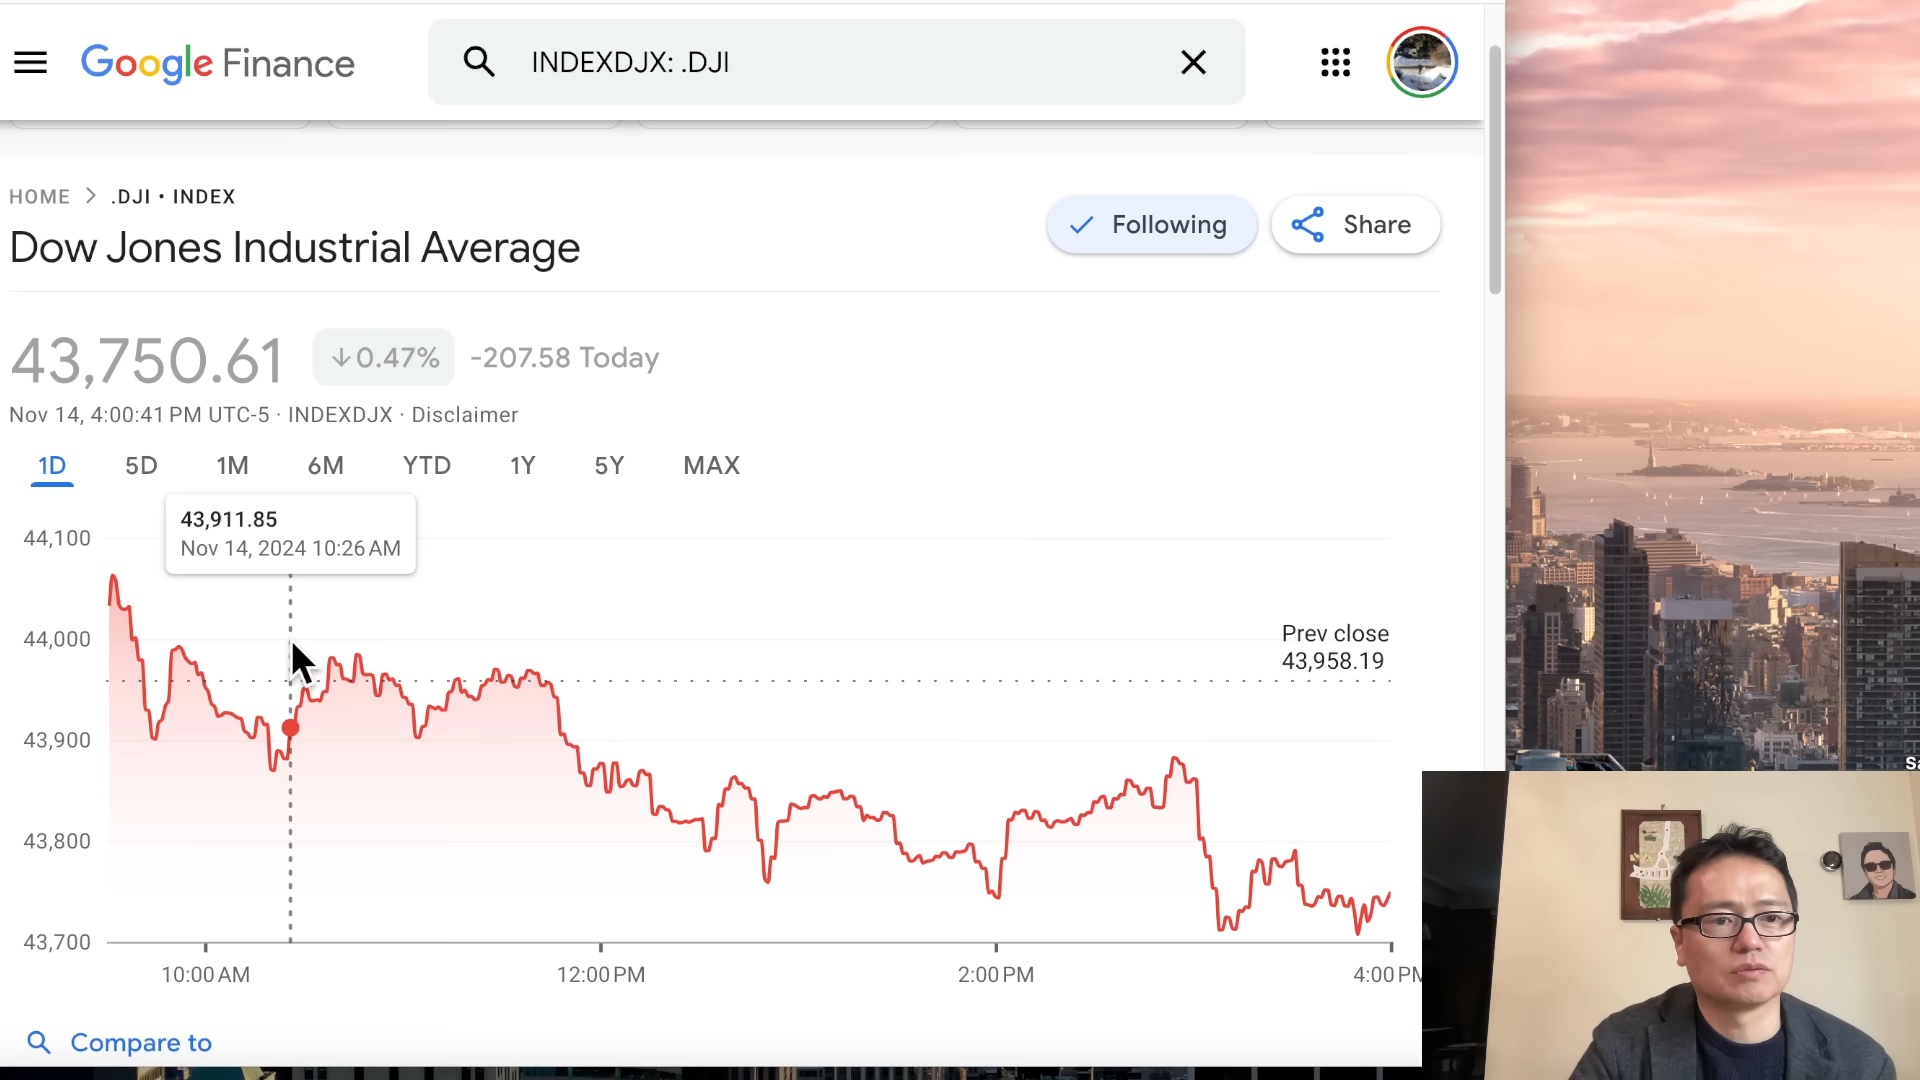 Google Finance
INDEXDJX: .DJI
HOME > .DJI • INDEX
Dow Jones Industrial Average
Following
Share
43,750.61
↓0.47%
-207.58 Today
Nov 14, 4:00:41 PM UTC-5 · INDEXDJX · Disclaimer
1D 5D 1M 6M YTD 1Y 5Y MAX
43,911.85
Nov 14, 2024 10:26 AM
44,100
44,000
43,900
43,800
43,700
Prev close
43,958.19
10:00 AM 12:00 PM 2:00 PM 4:00 PM
Compare to